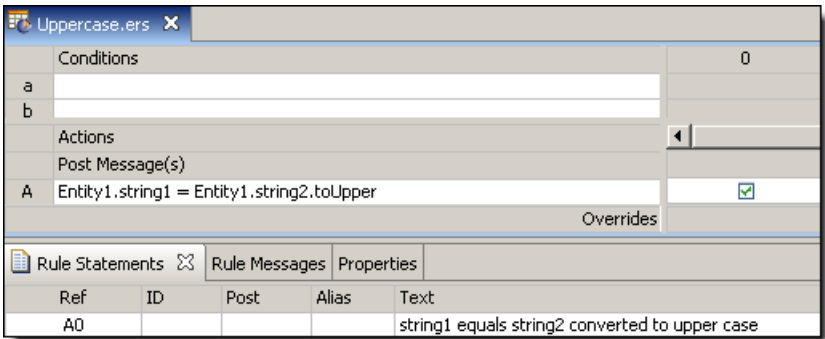 Uppercase.ers
Conditions 0
a
b
Actions
Post Message(s)
A Entity1.string1 = Entity1.string2.toUpper
Overrides
Rule Statements Rule Messages Properties
Ref ID Post Alias Text
A0 string1 equals string2 converted to upper case